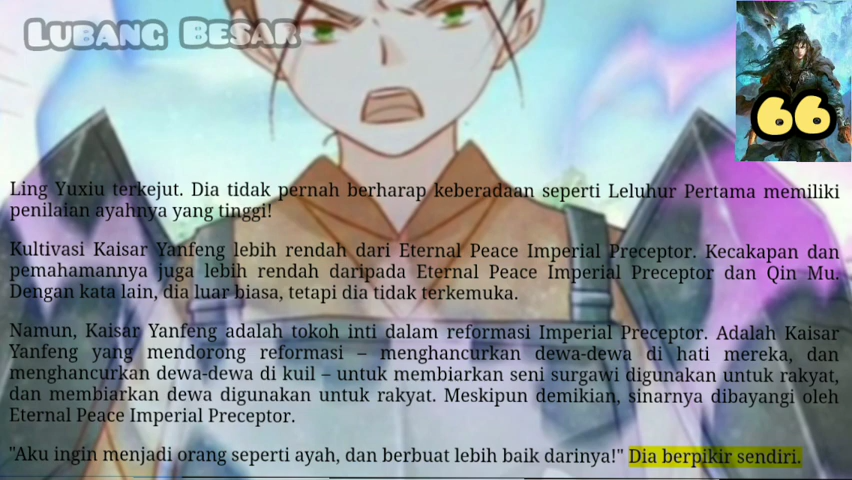 Lubang Besar
66
Ling Yuxiu terkejut. Dia tidak pernah berharap keberadaan seperti Leluhur Pertama memiliki
penilaian ayahnya yang tinggi!
Kultivasi Kaisar Yanfeng lebih rendah dari Eternal Peace Imperial Preceptor. Kecakapan dan
pemahamannya juga lebih rendah daripada Eternal Peace Imperial Preceptor dan Qin Mu.
Dengan kata lain, dia luar biasa, tetapi dia tidak terkemuka.
Namun, Kaisar Yanfeng adalah tokoh inti dalam reformasi Imperial Preceptor. Adalah Kaisar
Yanfeng yang mendorong reformasi – menghancurkan dewa-dewa di hati mereka, dan
menghancurkan dewa-dewa di kuil – untuk membiarkan seni surgawi digunakan untuk rakyat,
dan membiarkan dewa digunakan untuk rakyat. Meskipun demikian, sinarnya dibayangi oleh
Eternal Peace Imperial Preceptor.
"Aku ingin menjadi orang seperti ayah, dan berbuat lebih baik darinya!" Dia berpikir sendiri.